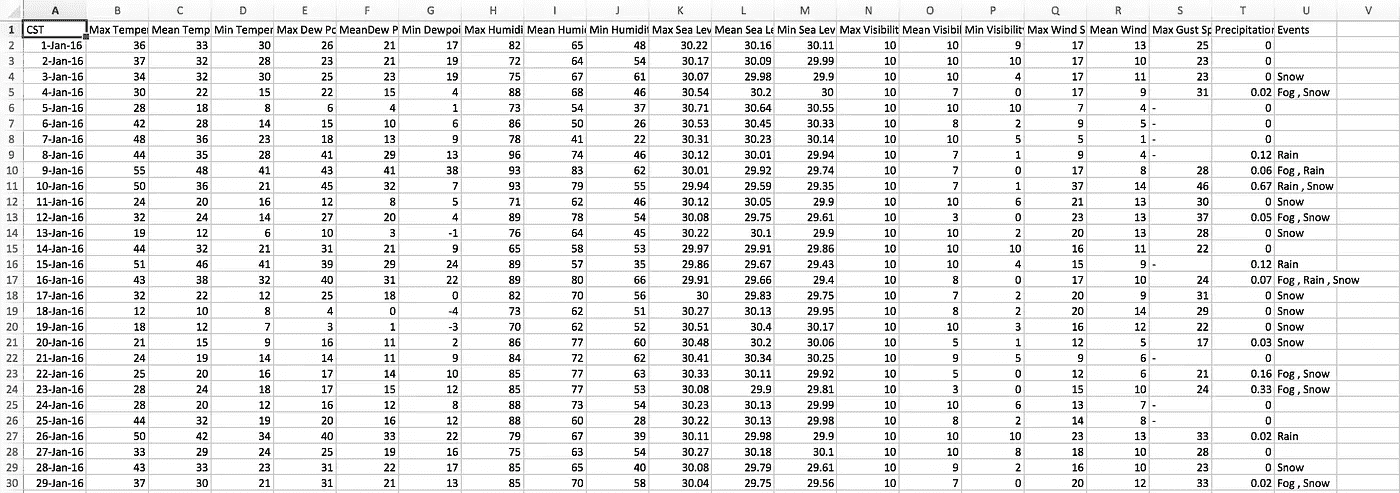 A B C D E F G H I J K L M N O P Q R S T U V
1 CST Max Tempe Mean Temp Min Temper Max Dew Po MeanDew P Min Dewpoi Max Humidi Mean Humi Min Humidit Max Sea Lev Mean Sea Le Min Sea Lev Max Visibilit Mean Visibil Min Visibilit Max Wind S Mean Wind Max Gust Sp Precipitatior Events
2 1-Jan-16 36 33 30 26 21 17 82 65 48 30.22 30.16 30.11 10 10 9 17 13 25 0
3 2-Jan-16 37 32 28 23 21 19 72 64 54 30.17 30.09 29.99 10 10 10 17 10 23 0
4 3-Jan-16 34 32 30 25 23 19 75 67 61 30.07 29.98 29.9 10 10 4 17 11 23 0 Snow
5 4-Jan-16 30 22 15 22 15 4 88 68 46 30.54 30.2 30 10 7 0 17 9 31 0.02 Fog , Snow
6 5-Jan-16 28 18 8 6 4 1 73 54 37 30.71 30.64 30.55 10 10 10 7 4 - 0
7 6-Jan-16 42 28 14 15 10 6 86 50 26 30.53 30.45 30.33 10 8 2 9 5 - 0
8 7-Jan-16 48 36 23 18 13 9 78 41 22 30.31 30.23 30.14 10 10 5 5 1 - 0
9 8-Jan-16 44 35 28 41 29 13 96 74 46 30.12 30.01 29.94 10 7 1 9 4 - 0.12 Rain
10 9-Jan-16 55 48 41 43 41 38 93 83 62 30.01 29.92 29.74 10 7 0 17 8 28 0.06 Fog , Rain
11 10-Jan-16 50 36 21 45 32 7 93 79 55 29.94 29.59 29.35 10 7 1 37 14 46 0.67 Rain , Snow
12 11-Jan-16 24 20 16 12 8 5 71 62 46 30.12 30.05 29.9 10 10 6 21 13 30 0 Snow
13 12-Jan-16 32 24 14 27 20 4 89 78 54 30.08 29.75 29.61 10 3 0 23 13 37 0.05 Fog , Snow
14 13-Jan-16 19 12 6 10 3 -1 76 64 45 30.22 30.1 29.9 10 10 2 20 13 28 0 Snow
15 14-Jan-16 44 32 21 31 21 9 65 58 53 29.97 29.91 29.86 10 10 10 16 11 22 0
16 15-Jan-16 51 46 41 39 29 24 89 57 35 29.86 29.67 29.43 10 10 4 15 9 - 0.12 Rain
17 16-Jan-16 43 38 32 40 31 22 89 80 66 29.91 29.66 29.4 10 8 0 17 10 24 0.07 Fog , Rain , Snow
18 17-Jan-16 32 22 12 25 18 0 82 70 56 30 29.83 29.75 10 7 2 20 9 31 0 Snow
19 18-Jan-16 12 10 8 4 0 -4 73 62 51 30.27 30.13 29.95 10 8 2 20 14 29 0 Snow
20 19-Jan-16 18 12 7 3 1 -3 70 62 52 30.51 30.4 30.17 10 10 3 16 12 22 0 Snow
21 20-Jan-16 21 15 9 16 11 2 86 77 60 30.48 30.2 30.06 10 5 1 12 5 17 0.03 Snow
22 21-Jan-16 24 19 14 14 11 9 84 72 62 30.41 30.34 30.25 10 9 5 9 6 - 0
23 22-Jan-16 25 20 16 17 14 10 85 77 63 30.33 30.11 29.92 10 5 0 12 6 21 0.16 Fog , Snow
24 23-Jan-16 28 24 18 17 15 12 85 77 53 30.08 29.9 29.81 10 3 0 15 10 24 0.33 Fog , Snow
25 24-Jan-16 28 20 12 16 12 8 88 73 54 30.23 30.13 29.99 10 10 6 13 7 - 0
26 25-Jan-16 44 32 19 20 16 12 88 60 28 30.22 30.13 29.98 10 8 2 14 8 - 0
27 26-Jan-16 50 42 34 40 33 22 79 67 39 30.11 29.98 29.9 10 10 10 23 13 33 0.02 Rain
28 27-Jan-16 33 29 24 25 19 16 75 63 54 30.27 30.18 30.1 10 10 8 18 10 28 0
29 28-Jan-16 43 33 23 31 22 17 85 65 40 30.08 29.79 29.61 10 9 2 16 10 23 0 Snow
30 29-Jan-16 37 30 21 31 21 13 85 70 58 30.04 29.75 29.56 10 7 0 20 12 33 0.02 Fog , Snow